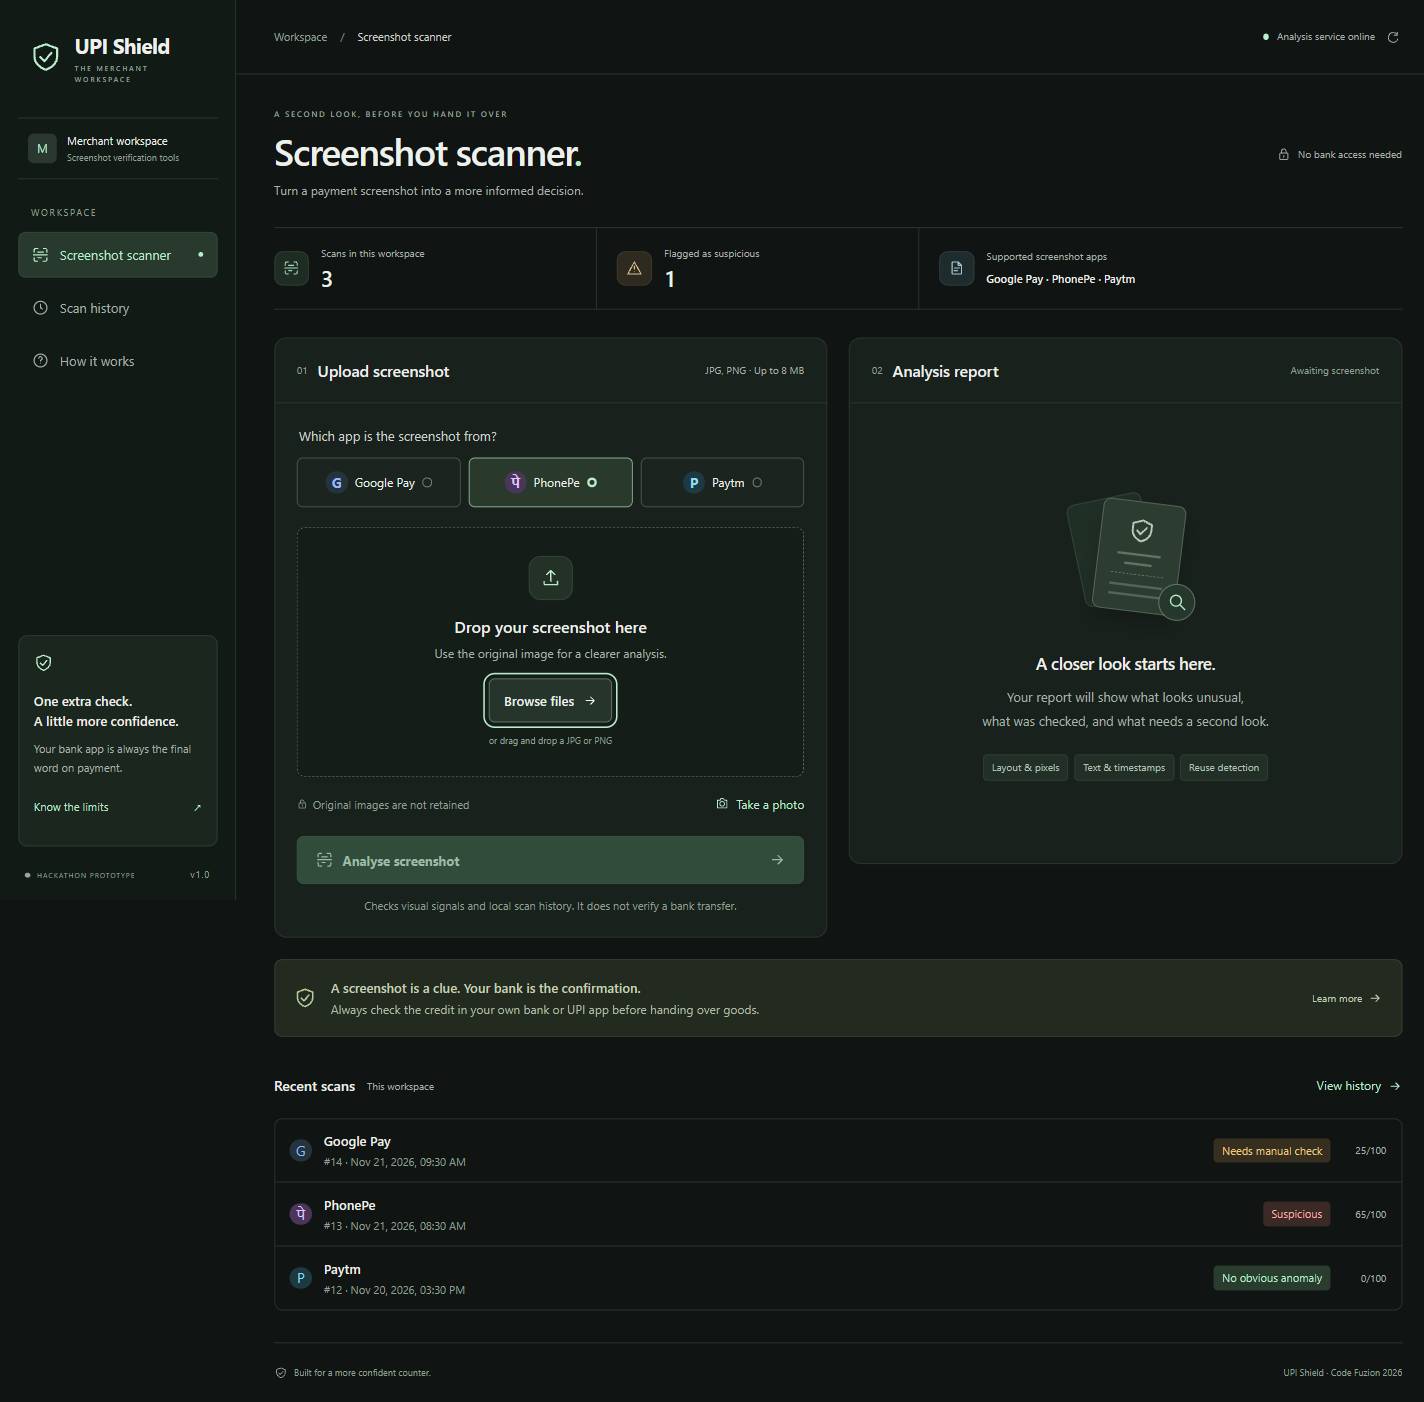 UPI Shield
THE MERCHANT
WORKSPACE
M
Merchant workspace
Screenshot verification tools
WORKSPACE
Screenshot scanner
Scan history
How it works
One extra check.
A little more confidence.
Your bank app is always the final
word on payment.
Know the limits ↗
HACKATHON PROTOTYPE v1.0
Workspace / Screenshot scanner
Analysis service online
A SECOND LOOK, BEFORE YOU HAND IT OVER
Screenshot scanner.
Turn a payment screenshot into a more informed decision.
No bank access needed
Scans in this workspace
3
Flagged as suspicious
1
Supported screenshot apps
Google Pay · PhonePe · Paytm
01 Upload screenshot JPG, PNG · Up to 8 MB
Which app is the screenshot from?
G Google Pay
पे PhonePe
P Paytm
Drop your screenshot here
Use the original image for a clearer analysis.
Browse files →
or drag and drop a JPG or PNG
Original images are not retained
Take a photo
Analyse screenshot →
Checks visual signals and local scan history. It does not verify a bank transfer.
02 Analysis report Awaiting screenshot
A closer look starts here.
Your report will show what looks unusual,
what was checked, and what needs a second look.
Layout & pixels
Text & timestamps
Reuse detection
A screenshot is a clue. Your bank is the confirmation.
Always check the credit in your own bank or UPI app before handing over goods.
Learn more →
Recent scans This workspace
View history →
G Google Pay
#14 · Nov 21, 2026, 09:30 AM
Needs manual check 25/100
पे PhonePe
#13 · Nov 21, 2026, 08:30 AM
Suspicious 65/100
P Paytm
#12 · Nov 20, 2026, 03:30 PM
No obvious anomaly 0/100
Built for a more confident counter.
UPI Shield · Code Fuzion 2026